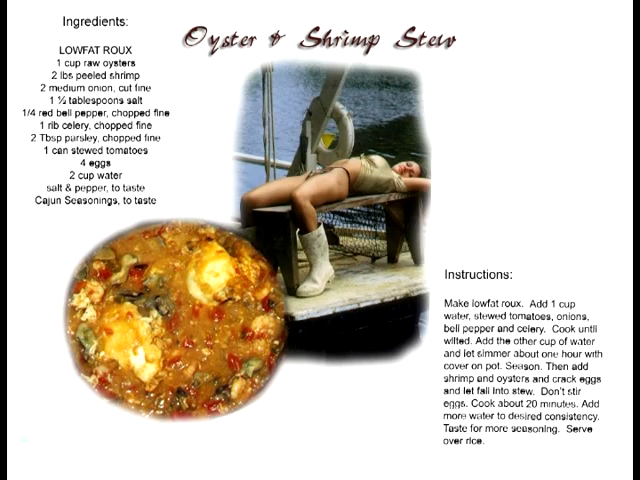 Oyster & Shrimp Stew
Ingredients:
LOWFAT ROUX
1 cup raw oysters
2 lbs peeled shrimp
2 medium onion, cut fine
1 ½ tablespoons salt
1/4 red bell pepper, chopped fine
1 rib celery, chopped fine
2 Tbsp parsley, chopped fine
1 can stewed tomatoes
4 eggs
2 cup water
salt & pepper, to taste
Cajun Seasonings, to taste
Instructions:
Make lowfat roux. Add 1 cup
water, stewed tomatoes, onions,
bell pepper and celery. Cook until
wilted. Add the other cup of water
and let simmer about one hour with
cover on pot. Season. Then add
shrimp and oysters and crack eggs
and let fall into stew. Don't stir
eggs. Cook about 20 minutes. Add
more water to desired consistency.
Taste for more seasoning. Serve
over rice.